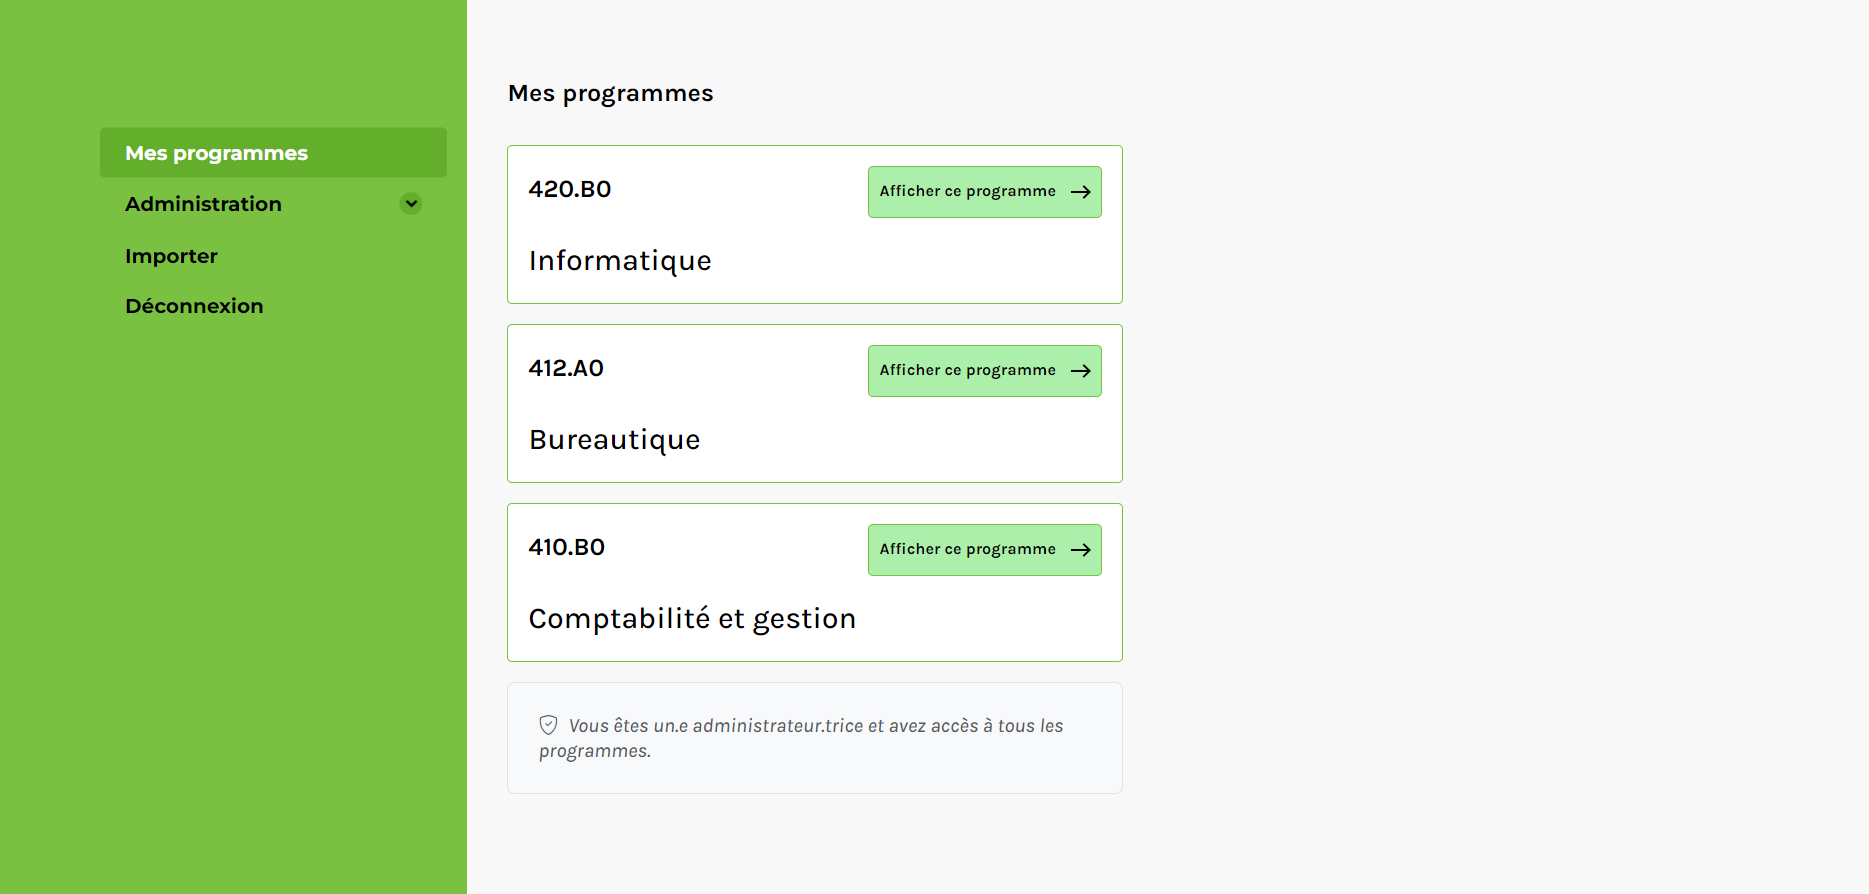 Mes programmes
Administration
Importer
Déconnexion
Mes programmes
420.B0
Afficher ce programme
Informatique
412.A0
Afficher ce programme
Bureautique
410.B0
Afficher ce programme
Comptabilité et gestion
Vous êtes un.e administrateur.trice et avez accès à tous les
programmes.